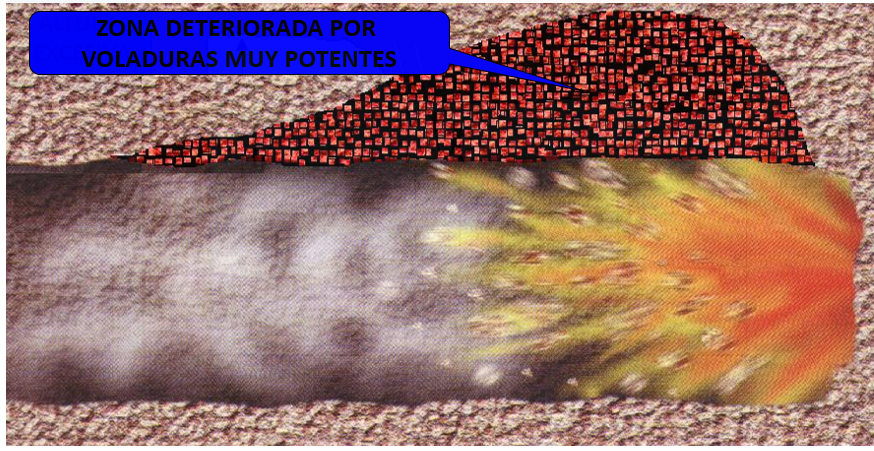 ZONA DETERIORADA POR
VOLADURAS MUY POTENTES